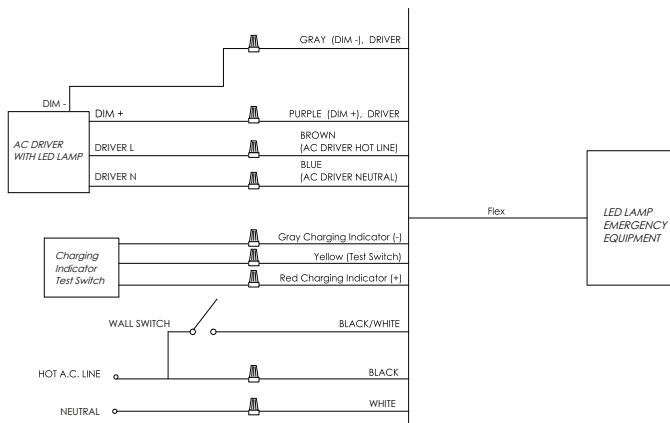 GRAY (DIM -), DRIVER
DIM -
DIM +
PURPLE (DIM +), DRIVER
AC DRIVER
WITH LED LAMP
DRIVER L
BROWN
(AC DRIVER HOT LINE)
DRIVER N
BLUE
(AC DRIVER NEUTRAL)
Flex
LED LAMP
EMERGENCY
EQUIPMENT
Charging
Indicator
Test Switch
Gray Charging Indicator (-)
Yellow (Test Switch)
Red Charging Indicator (+)
WALL SWITCH
BLACK/WHITE
HOT A.C. LINE
BLACK
NEUTRAL
WHITE